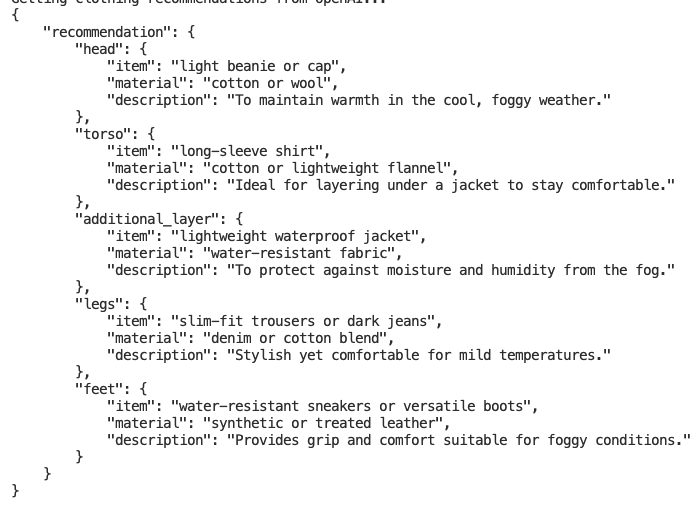 Getting clothing recommendations from OpenAI...
{
    "recommendation": {
        "head": {
            "item": "light beanie or cap",
            "material": "cotton or wool",
            "description": "To maintain warmth in the cool, foggy weather."
        },
        "torso": {
            "item": "long-sleeve shirt",
            "material": "cotton or lightweight flannel",
            "description": "Ideal for layering under a jacket to stay comfortable."
        },
        "additional_layer": {
            "item": "lightweight waterproof jacket",
            "material": "water-resistant fabric",
            "description": "To protect against moisture and humidity from the fog."
        },
        "legs": {
            "item": "slim-fit trousers or dark jeans",
            "material": "denim or cotton blend",
            "description": "Stylish yet comfortable for mild temperatures."
        },
        "feet": {
            "item": "water-resistant sneakers or versatile boots",
            "material": "synthetic or treated leather",
            "description": "Provides grip and comfort suitable for foggy conditions."
        }
    }
}